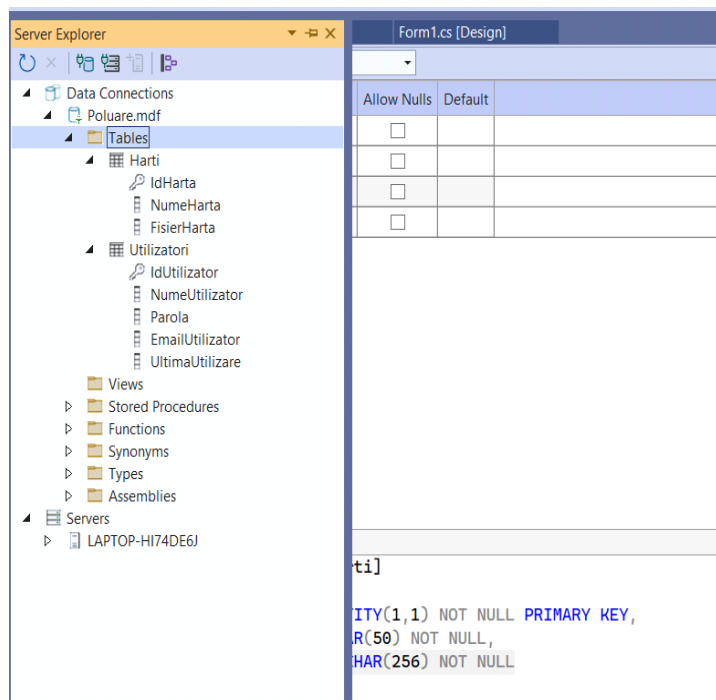 Server Explorer
Form1.cs [Design]
Allow Nulls Default
Data Connections
Poluare.mdf
Tables
Harti
IdHarta
NumeHarta
FisierHarta
Utilizatori
IdUtilizator
NumeUtilizator
Parola
EmailUtilizator
UltimaUtilizare
Views
Stored Procedures
Functions
Synonyms
Types
Assemblies
Servers
LAPTOP-HI74DE6J
ti]
ITY(1,1) NOT NULL PRIMARY KEY,
R(50) NOT NULL,
HAR(256) NOT NULL